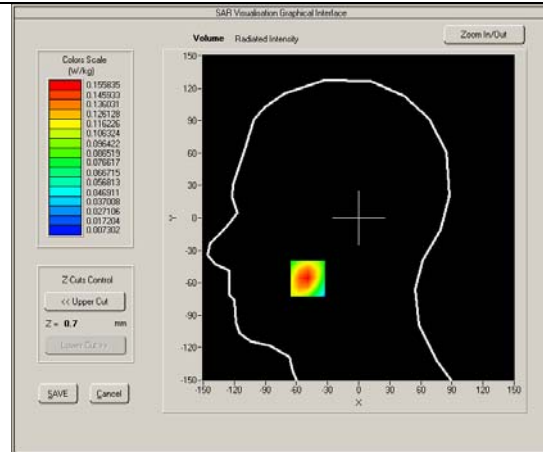 SAR Visualisation Graphical Interface
Volume Radiated Intensity
Zoom In/Out
Colors Scale
(W/kg)
0.155835
0.145933
0.136031
0.126128
0.116226
0.106324
0.096422
0.086519
0.076617
0.066715
0.056813
0.046911
0.037008
0.027106
0.017204
0.007302
Z Cuts Control
<< Upper Cut
Z = 0.7 mm
Lower Cut >>
SAVE Cancel
150
120
90
60
30
0
-30
-60
-90
-120
-150
Y
-150 -120 -90 -60 -30 0 30 60 90 120 150
X